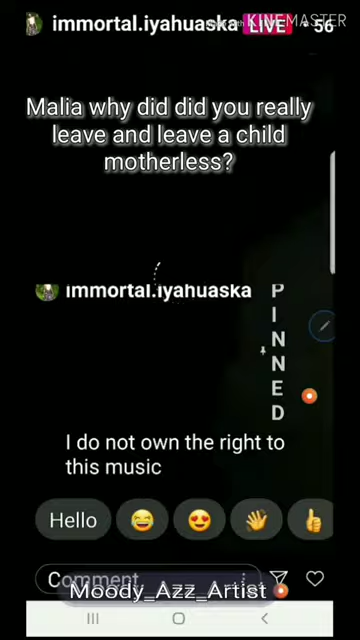 immortal.iyahuaska LIVE 56
KINEMASTER
Malia why did did you really
leave and leave a child
motherless?
immortal.iyahuaska
PINNED
I do not own the right to
this music
Hello
Comment
Moody_Azz_Artist